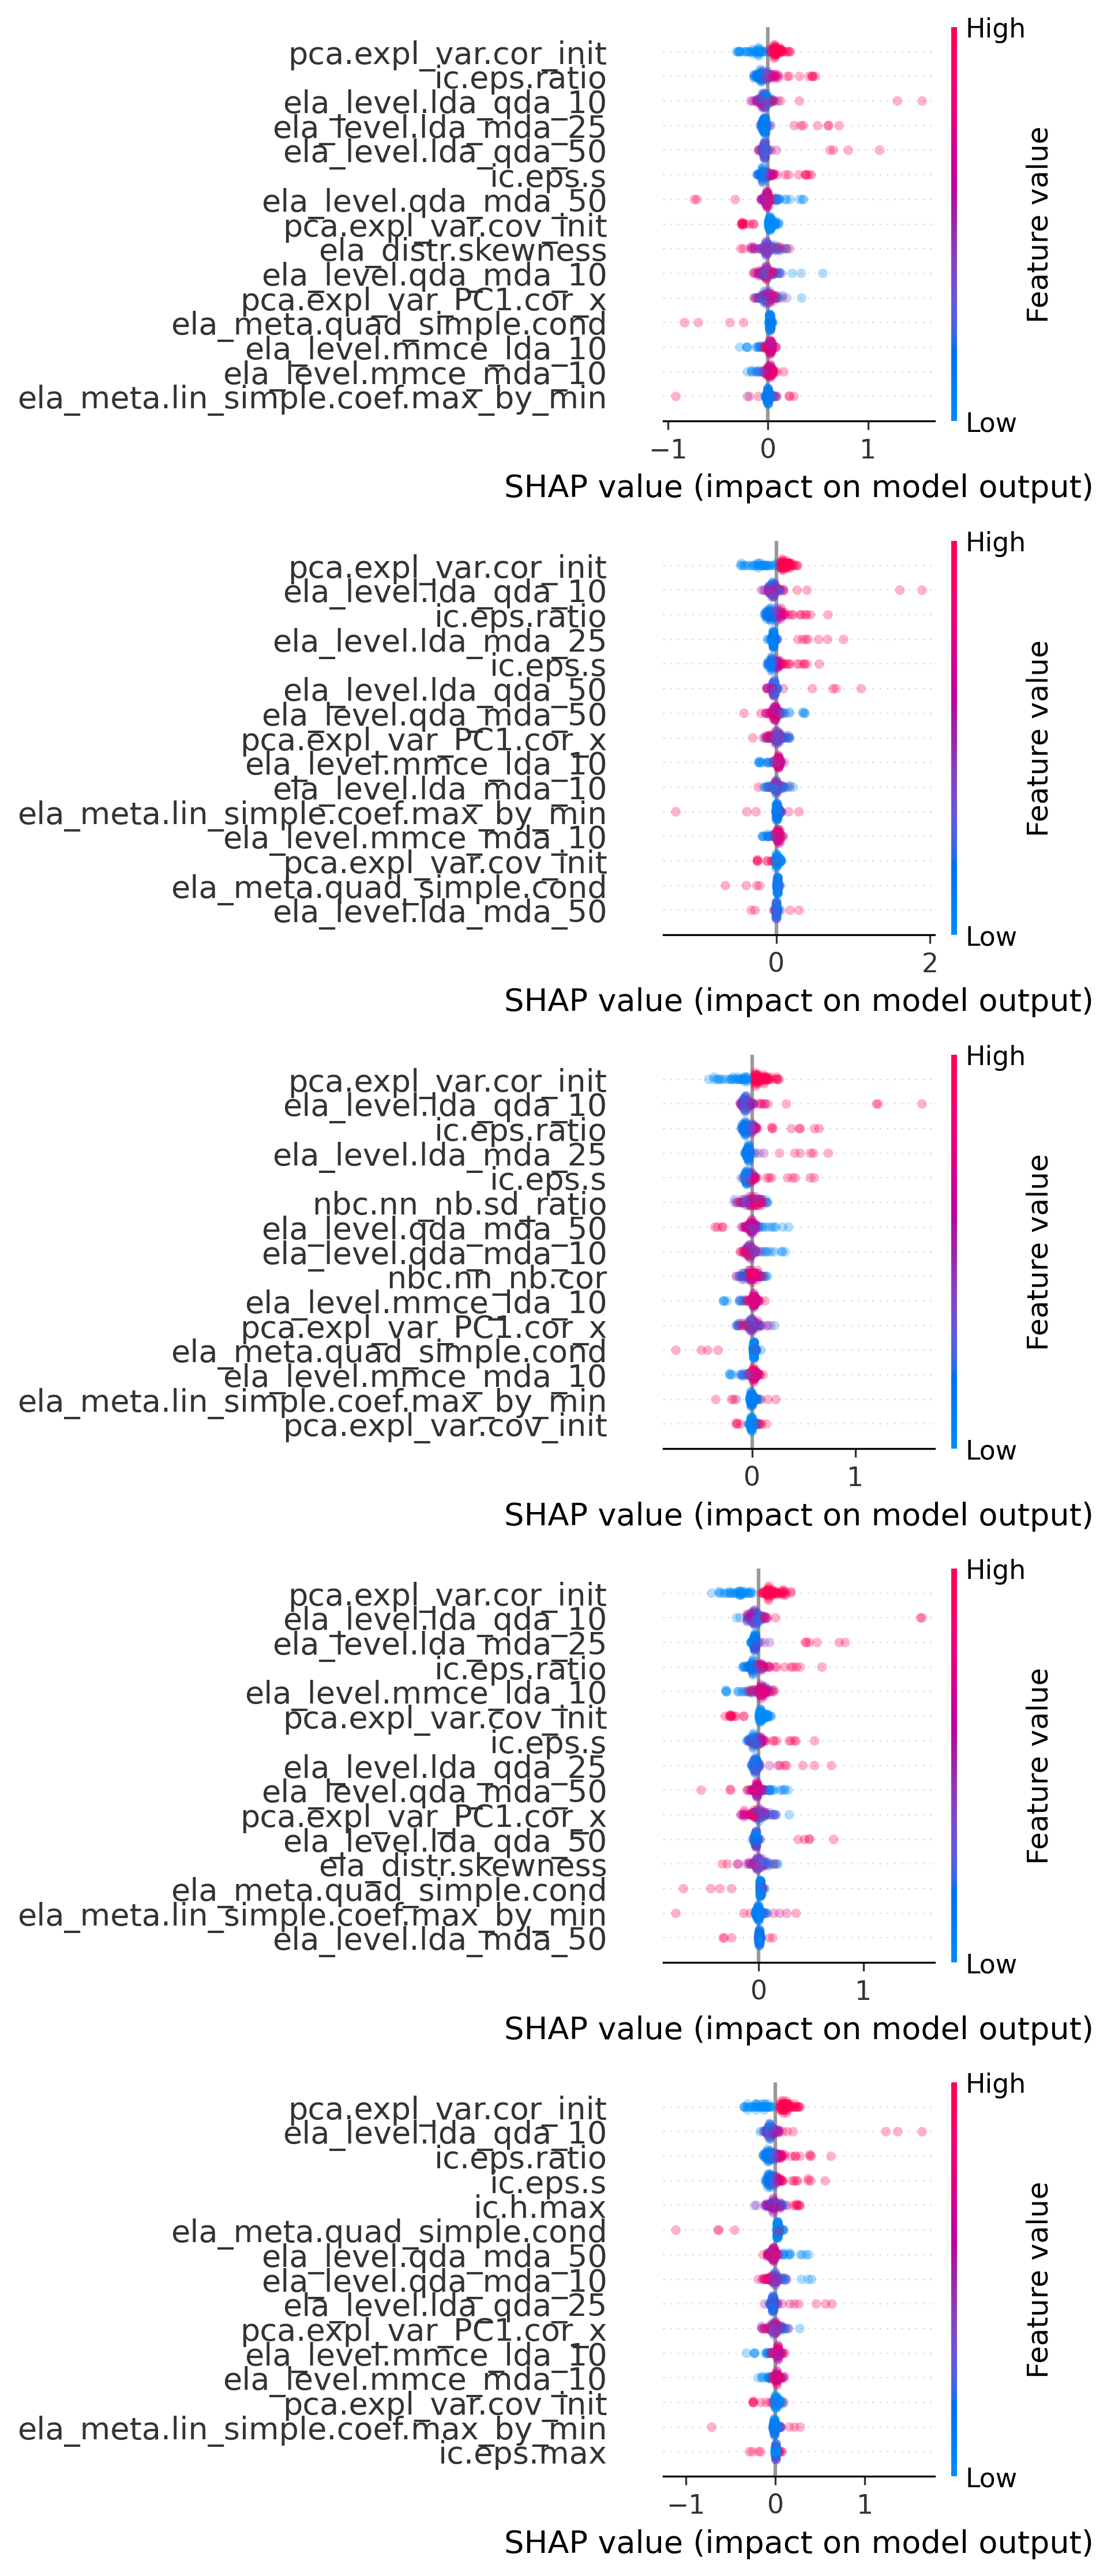 High
pca.expl_var.cor_init
ic.eps.ratio
ela_level.lda_qda_10
ela_level.lda_mda_25
ela_level.lda_qda_50
ic.eps.s
ela_level.qda_mda_50
pca.expl_var.cov_init
ela_distr.skewness
ela_level.qda_mda_10
pca.expl_var_PC1.cor_x
ela_meta.quad_simple.cond
ela_level.mmce_lda_10
ela_level.mmce_mda_10
ela_meta.lin_simple.coef.max_by_min
Feature value
Low
−1 0 1
SHAP value (impact on model output)
High
pca.expl_var.cor_init
ela_level.lda_qda_10
ic.eps.ratio
ela_level.lda_mda_25
ic.eps.s
ela_level.lda_qda_50
ela_level.qda_mda_50
pca.expl_var_PC1.cor_x
ela_level.mmce_lda_10
ela_level.lda_mda_10
ela_meta.lin_simple.coef.max_by_min
ela_level.mmce_mda_10
pca.expl_var.cov_init
ela_meta.quad_simple.cond
ela_level.lda_mda_50
Feature value
Low
0 2
SHAP value (impact on model output)
High
pca.expl_var.cor_init
ela_level.lda_qda_10
ic.eps.ratio
ela_level.lda_mda_25
ic.eps.s
nbc.nn_nb.sd_ratio
ela_level.qda_mda_50
ela_level.qda_mda_10
nbc.nn_nb.cor
ela_level.mmce_lda_10
pca.expl_var_PC1.cor_x
ela_meta.quad_simple.cond
ela_level.mmce_mda_10
ela_meta.lin_simple.coef.max_by_min
pca.expl_var.cov_init
Feature value
Low
0 1
SHAP value (impact on model output)
High
pca.expl_var.cor_init
ela_level.lda_qda_10
ela_level.lda_mda_25
ic.eps.ratio
ela_level.mmce_lda_10
pca.expl_var.cov_init
ic.eps.s
ela_level.lda_qda_25
ela_level.qda_mda_50
pca.expl_var_PC1.cor_x
ela_level.lda_qda_50
ela_distr.skewness
ela_meta.quad_simple.cond
ela_meta.lin_simple.coef.max_by_min
ela_level.lda_mda_50
Feature value
Low
0 1
SHAP value (impact on model output)
High
pca.expl_var.cor_init
ela_level.lda_qda_10
ic.eps.ratio
ic.eps.s
ic.h.max
ela_meta.quad_simple.cond
ela_level.qda_mda_50
ela_level.qda_mda_10
ela_level.lda_qda_25
pca.expl_var_PC1.cor_x
ela_level.mmce_lda_10
ela_level.mmce_mda_10
pca.expl_var.cov_init
ela_meta.lin_simple.coef.max_by_min
ic.eps.max
Feature value
Low
−1 0 1
SHAP value (impact on model output)